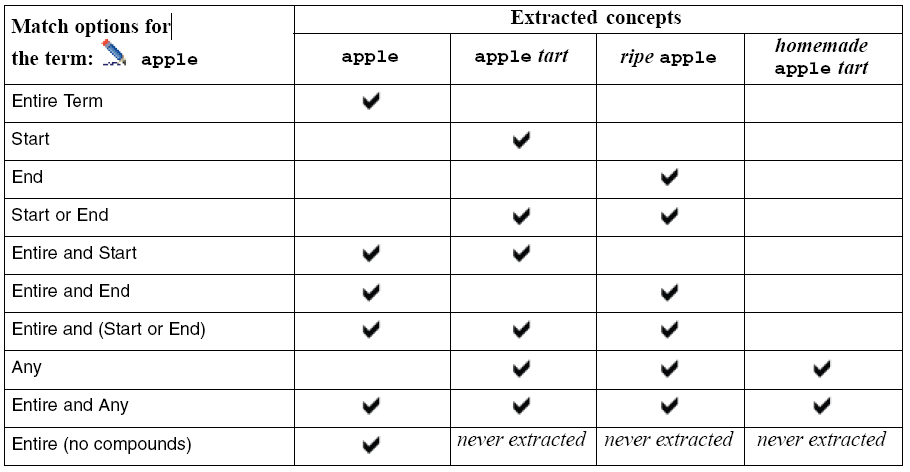 Match options for
the term: apple
Extracted concepts
apple
apple tart
ripe apple
homemade
apple tart
Entire Term ✔
Start ✔
End ✔
Start or End ✔ ✔
Entire and Start ✔ ✔
Entire and End ✔ ✔
Entire and (Start or End) ✔ ✔ ✔
Any ✔ ✔ ✔
Entire and Any ✔ ✔ ✔ ✔
Entire (no compounds) ✔ never extracted never extracted never extracted